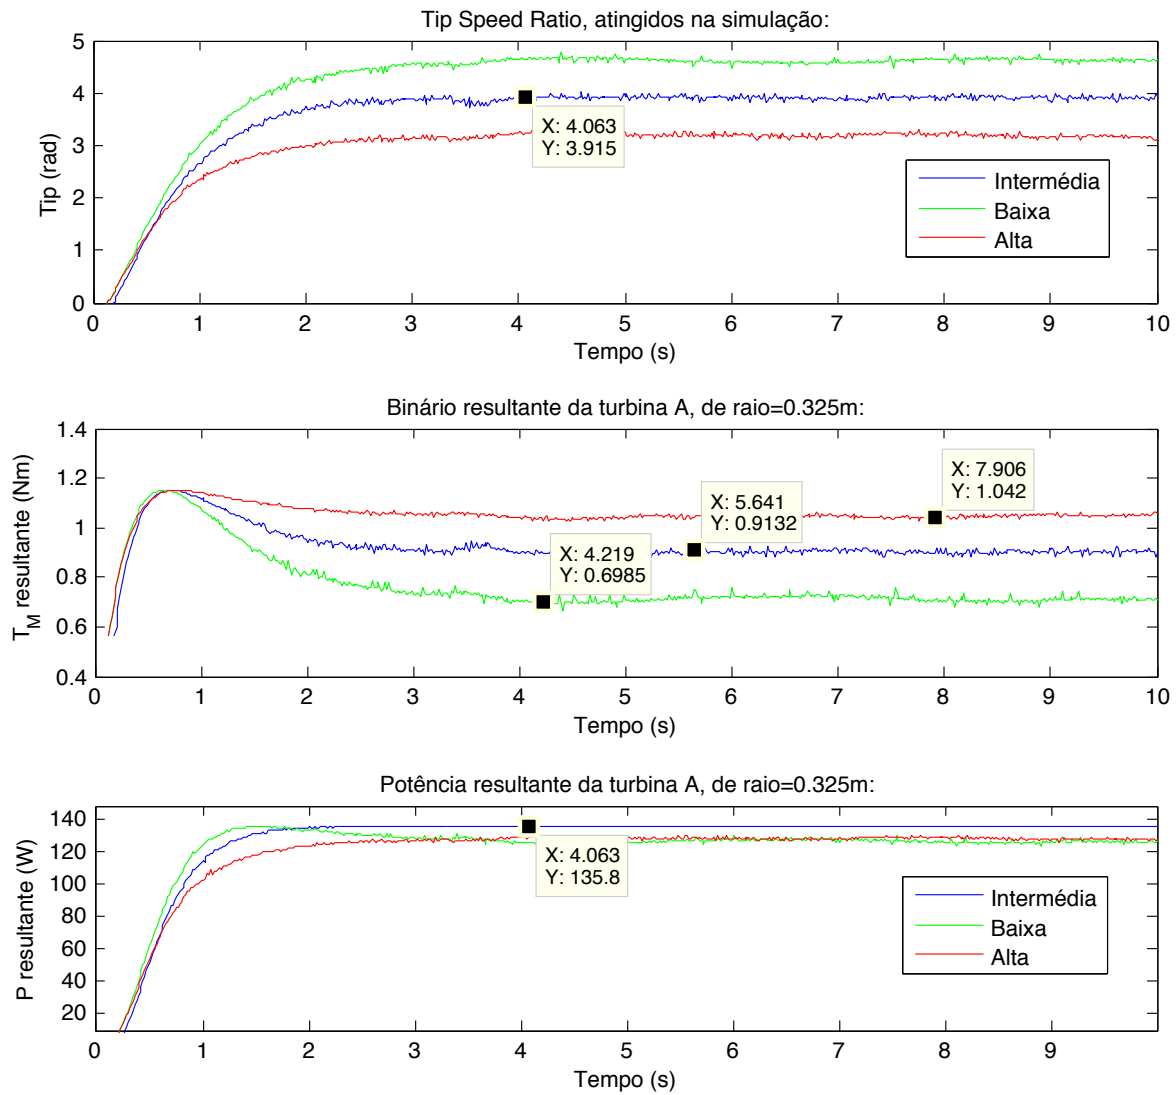 Tip Speed Ratio, atingidos na simulação:
5
4
3
2
1
0
Tip (rad)
X: 4.063
Y: 3.915
Intermédia
Baixa
Alta
0 1 2 3 4 5 6 7 8 9 10
Tempo (s)
Binário resultante da turbina A, de raio=0.325m:
1.4
1.2
1
0.8
0.6
0.4
T_M resultante (Nm)
X: 7.906
Y: 1.042
X: 5.641
Y: 0.9132
X: 4.219
Y: 0.6985
0 1 2 3 4 5 6 7 8 9 10
Tempo (s)
Potência resultante da turbina A, de raio=0.325m:
140
120
100
80
60
40
20
P resultante (W)
X: 4.063
Y: 135.8
Intermédia
Baixa
Alta
0 1 2 3 4 5 6 7 8 9
Tempo (s)